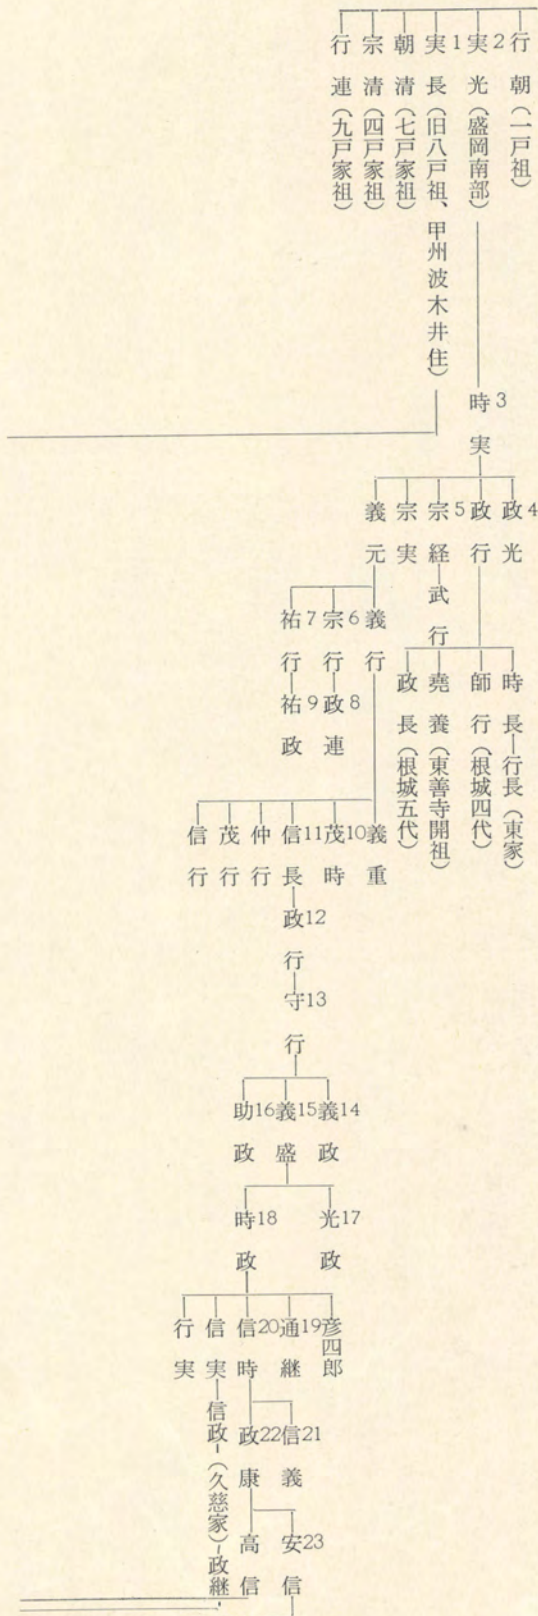 行朝(一戸祖)
2実光(盛岡南部)
1実長(旧八戸祖、甲州波木井住)
朝清(七戸家祖)
宗清(四戸家祖)
行連(九戸家祖)
3時実
4政光
政行
5宗経―武行
宗実
義元
時長―行長(東家)
師行(根城四代)
堯養(東善寺開祖)
政長(根城五代)
義行
6宗行―8政連
7祐行―9祐政
義重
10茂時
11信長―12政行―13守行
仲行
茂行
信行
14義政
15義盛
16助政
17光政
18時政
彦四郎
19通継
20信時
信実―信政―(久慈家)―政継
行実
21信義
22政康
23安信
高信